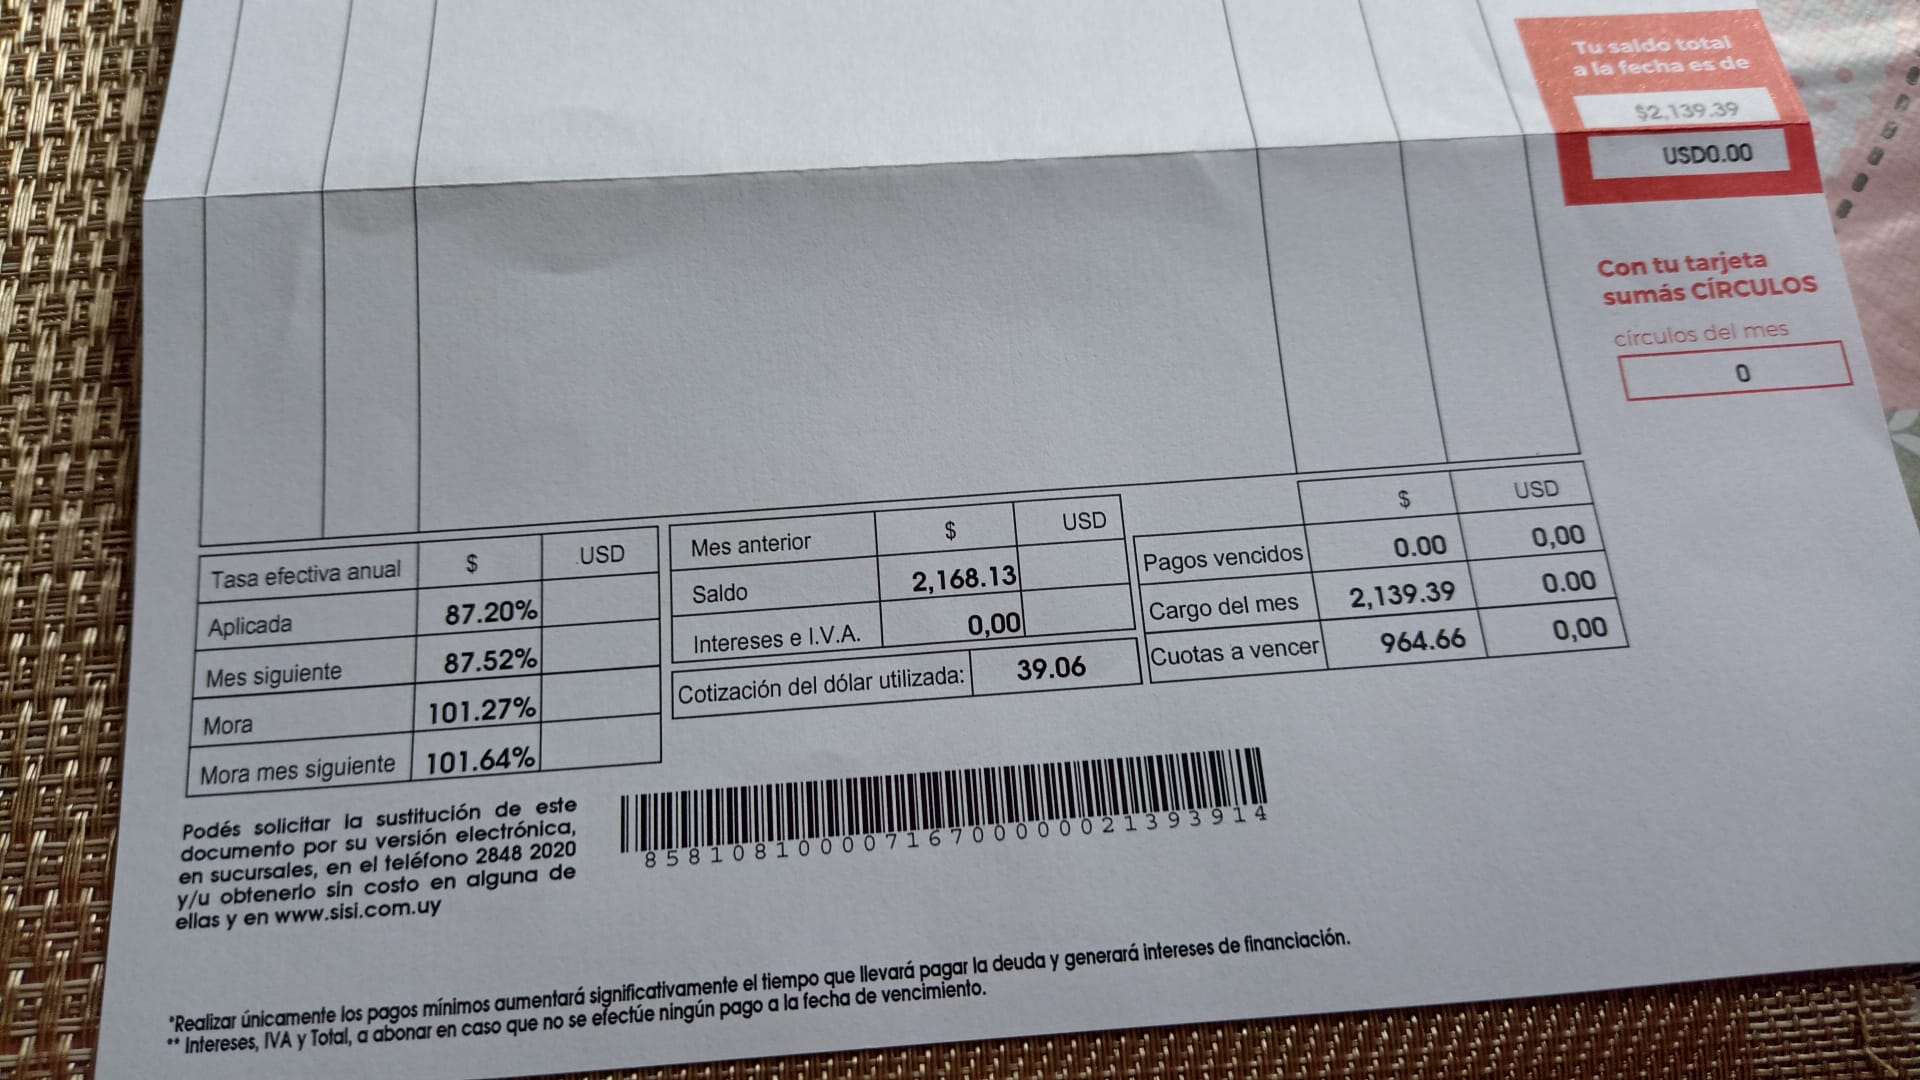 Tu saldo total
a la fecha es de
$2,139.39
USD0.00
Con tu tarjeta
sumás CÍRCULOS
círculos del mes
0
Tasa efectiva anual $ USD
Aplicada 87.20%
Mes siguiente 87.52%
Mora 101.27%
Mora mes siguiente 101.64%
Mes anterior $ USD
Saldo 2,168.13
Intereses e I.V.A. 0,00
Cotización del dólar utilizada: 39.06
$ USD
Pagos vencidos 0.00 0,00
Cargo del mes 2,139.39 0.00
Cuotas a vencer 964.66 0,00
Podés solicitar la sustitución de este
documento por su versión electrónica,
en sucursales, en el teléfono 2848 2020
y/u obtenerlo sin costo en alguna de
ellas y en www.sisi.com.uy
85810810000716700000021393914
*Realizar únicamente los pagos mínimos aumentará significativamente el tiempo que llevará pagar la deuda y generará intereses de financiación.
** Intereses, IVA y Total, a abonar en caso que no se efectúe ningún pago a la fecha de vencimiento.